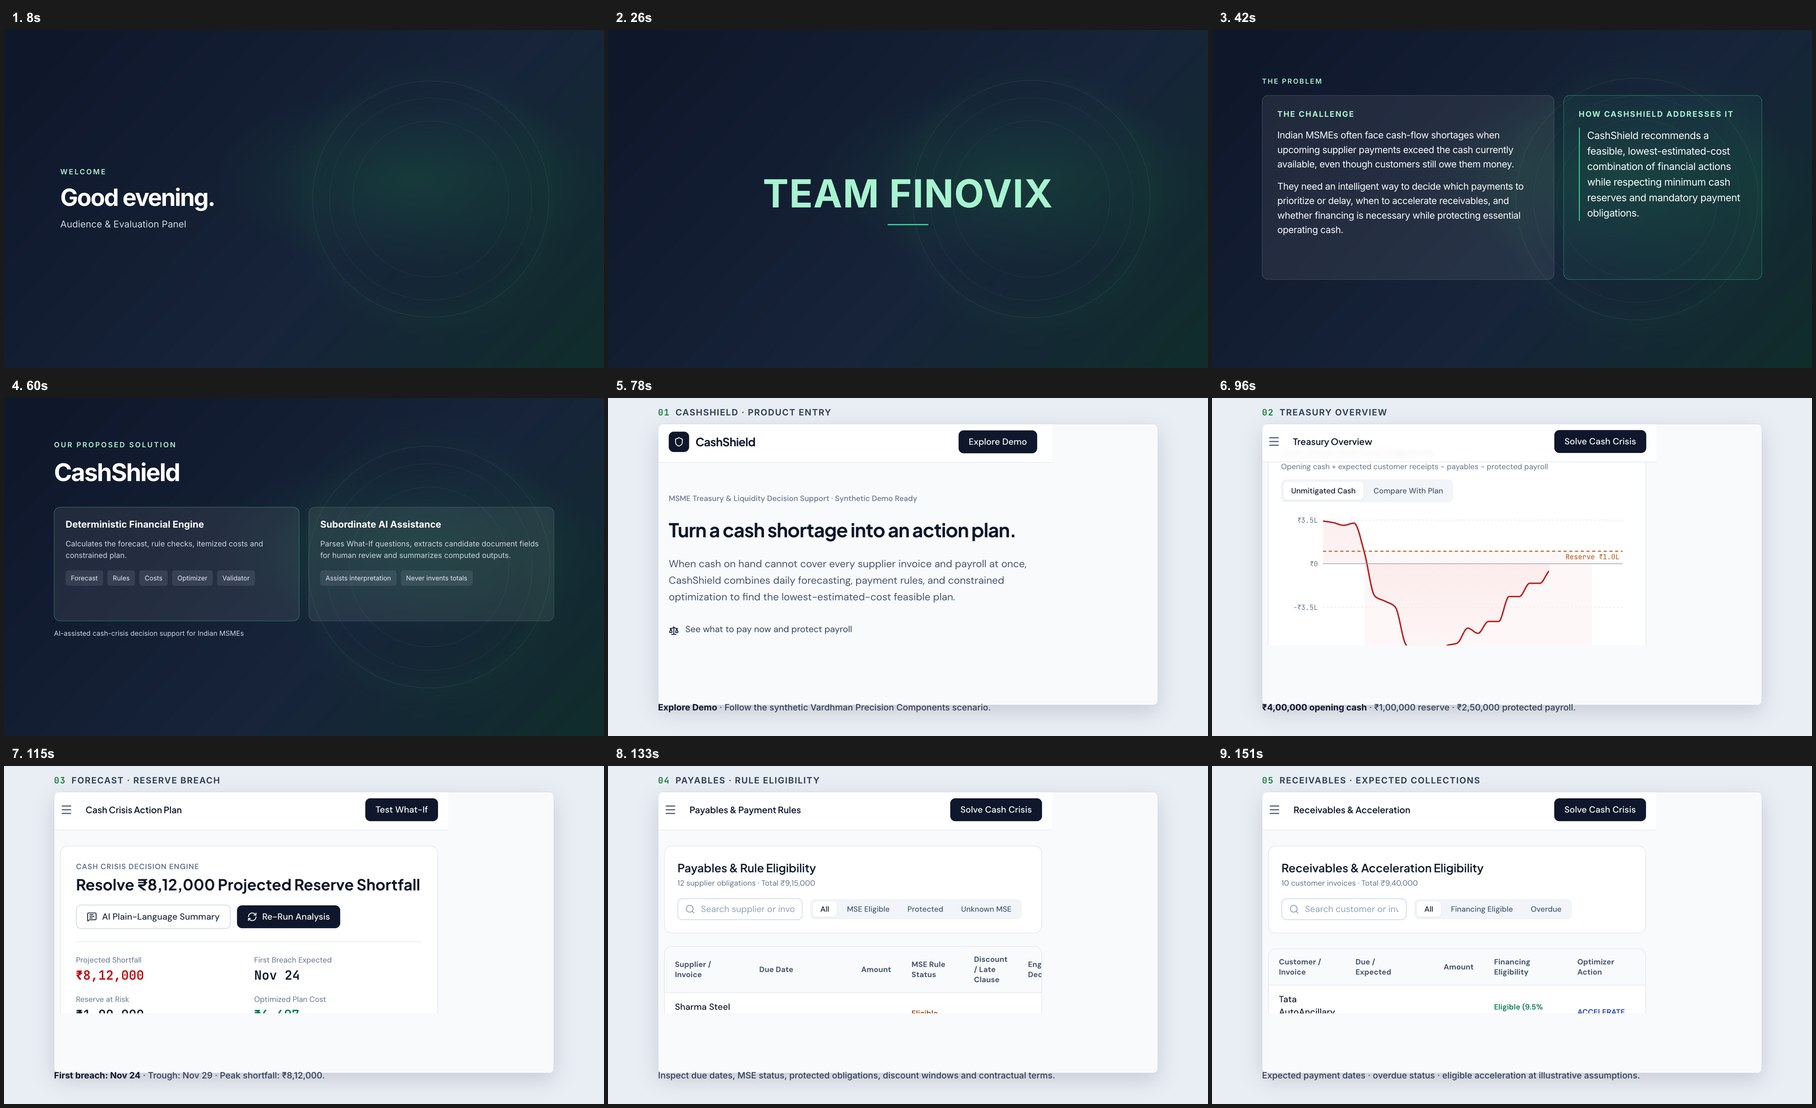 1. 8s
WELCOME
Good evening.
Audience & Evaluation Panel
2. 26s
TEAM FINOVIX
3. 42s
THE PROBLEM
THE CHALLENGE
Indian MSMEs often face cash-flow shortages when
upcoming supplier payments exceed the cash currently
available, even though customers still owe them money.
They need an intelligent way to decide which payments to
prioritize or delay, when to accelerate receivables, and
whether financing is necessary while protecting essential
operating cash.
HOW CASHSHIELD ADDRESSES IT
CashShield recommends a
feasible, lowest-estimated-cost
combination of financial actions
while respecting minimum cash
reserves and mandatory payment
obligations.
4. 60s
OUR PROPOSED SOLUTION
CashShield
Deterministic Financial Engine
Calculates the forecast, rule checks, itemized costs and
constrained plan.
Forecast Rules Costs Optimizer Validator
Subordinate AI Assistance
Parses What-If questions, extracts candidate document fields
for human review and summarizes computed outputs.
Assists interpretation Never invents totals
AI-assisted cash-crisis decision support for Indian MSMEs
5. 78s
01 CASHSHIELD · PRODUCT ENTRY
CashShield
Explore Demo
MSME Treasury & Liquidity Decision Support · Synthetic Demo Ready
Turn a cash shortage into an action plan.
When cash on hand cannot cover every supplier invoice and payroll at once,
CashShield combines daily forecasting, payment rules, and constrained
optimization to find the lowest-estimated-cost feasible plan.
See what to pay now and protect payroll
Explore Demo · Follow the synthetic Vardhman Precision Components scenario.
6. 96s
02 TREASURY OVERVIEW
Treasury Overview
Solve Cash Crisis
Opening cash + expected customer receipts − payables − protected payroll
Unmitigated Cash Compare With Plan
₹3.5L
Reserve ₹1.0L
₹0
-₹3.5L
₹4,00,000 opening cash · ₹1,00,000 reserve · ₹2,50,000 protected payroll.
7. 115s
03 FORECAST · RESERVE BREACH
Cash Crisis Action Plan
Test What-If
CASH CRISIS DECISION ENGINE
Resolve ₹8,12,000 Projected Reserve Shortfall
AI Plain-Language Summary Re-Run Analysis
Projected Shortfall
₹8,12,000
First Breach Expected
Nov 24
Reserve at Risk
₹1,00,000
Optimized Plan Cost
First breach: Nov 24 · Trough: Nov 29 · Peak shortfall: ₹8,12,000.
8. 133s
04 PAYABLES · RULE ELIGIBILITY
Payables & Payment Rules
Solve Cash Crisis
Payables & Rule Eligibility
12 supplier obligations · Total ₹9,15,000
Search supplier or invo
All MSE Eligible Protected Unknown MSE
Supplier / Invoice
Due Date
Amount
MSE Rule Status
Discount / Late Clause
Eng
Dec
Sharma Steel
Eligible
Inspect due dates, MSE status, protected obligations, discount windows and contractual terms.
9. 151s
05 RECEIVABLES · EXPECTED COLLECTIONS
Receivables & Acceleration
Solve Cash Crisis
Receivables & Acceleration Eligibility
10 customer invoices · Total ₹9,40,000
Search customer or inv
All Financing Eligible Overdue
Customer / Invoice
Due / Expected
Amount
Financing Eligibility
Optimizer Action
Tata
AutoAncillary
Eligible (9.5%
ACCELERATE
Expected payment dates · overdue status · eligible acceleration at illustrative assumptions.